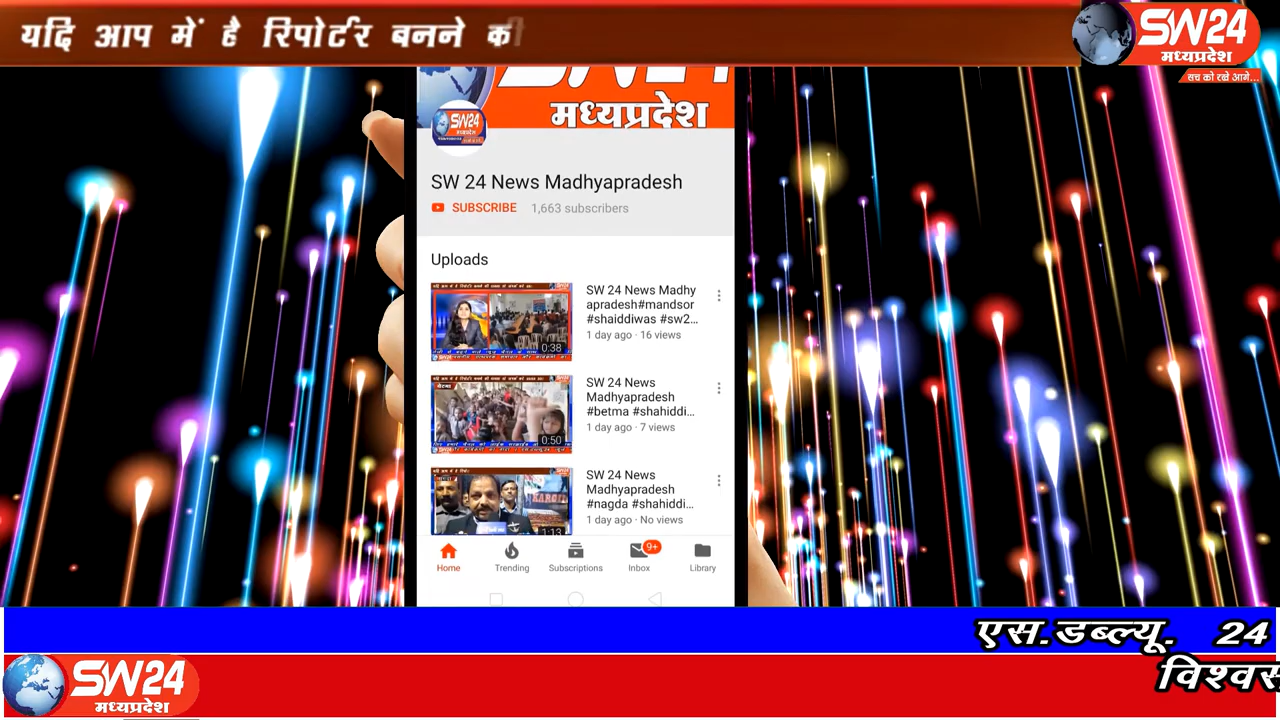 यदि आप में है रिपोर्टर बनने की
SW24
मध्यप्रदेश
सच को रखे आगे...
मध्यप्रदेश
SW24
SW 24 News Madhyapradesh
SUBSCRIBE 1,663 subscribers
Uploads
SW 24 News Madhy
apradesh#mandsor
#shaiddiwas #sw2...
1 day ago · 16 views
0:38
SW 24 News
Madhyapradesh
#betma #shahiddi...
1 day ago · 7 views
0:50
SW 24 News
Madhyapradesh
#nagda #shahiddi...
1 day ago · No views
KARGIL
1:13
9+
Home Trending Subscriptions Inbox Library
एस.डब्ल्यू. 24
विश्वस
SW24
मध्यप्रदेश